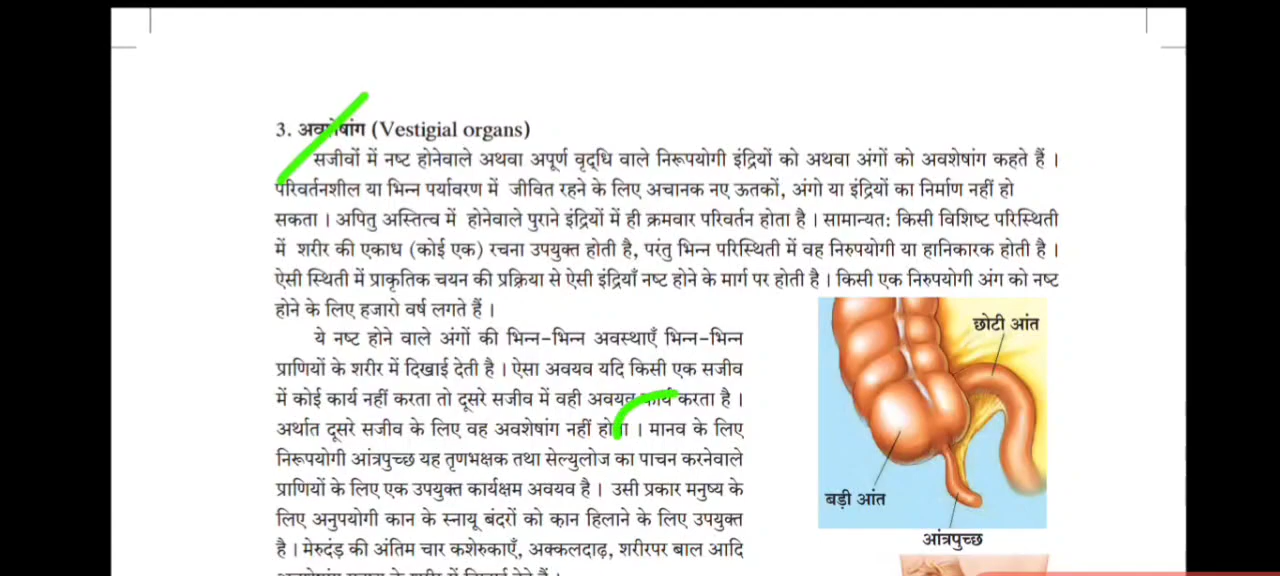 3. अवशेषांग (Vestigial organs)
सजीवों में नष्ट होनेवाले अथवा अपूर्ण वृद्धि वाले निरूपयोगी इंद्रियों को अथवा अंगों को अवशेषांग कहते हैं ।
परिवर्तनशील या भिन्न पर्यावरण में जीवित रहने के लिए अचानक नए ऊतकों, अंगो या इंद्रियों का निर्माण नहीं हो
सकता । अपितु अस्तित्व में होनेवाले पुराने इंद्रियों में ही क्रमवार परिवर्तन होता है । सामान्यत: किसी विशिष्ट परिस्थिती
में शरीर की एकाध (कोई एक) रचना उपयुक्त होती है, परंतु भिन्न परिस्थिती में वह निरुपयोगी या हानिकारक होती है ।
ऐसी स्थिती में प्राकृतिक चयन की प्रक्रिया से ऐसी इंद्रियाँ नष्ट होने के मार्ग पर होती है । किसी एक निरुपयोगी अंग को नष्ट
होने के लिए हजारो वर्ष लगते हैं ।
ये नष्ट होने वाले अंगों की भिन्न-भिन्न अवस्थाएँ भिन्न-भिन्न
प्राणियों के शरीर में दिखाई देती है । ऐसा अवयव यदि किसी एक सजीव
में कोई कार्य नहीं करता तो दूसरे सजीव में वही अवयव कार्य करता है ।
अर्थात दूसरे सजीव के लिए वह अवशेषांग नहीं होता । मानव के लिए
निरूपयोगी आंत्रपुच्छ यह तृणभक्षक तथा सेल्युलोज का पाचन करनेवाले
प्राणियों के लिए एक उपयुक्त कार्यक्षम अवयव है । उसी प्रकार मनुष्य के
लिए अनुपयोगी कान के स्नायू बंदरों को कान हिलाने के लिए उपयुक्त
है । मेरुदंड की अंतिम चार कशेरुकाएँ, अक्कलदाढ़, शरीरपर बाल आदि
छोटी आंत
बड़ी आंत
आंत्रपुच्छ